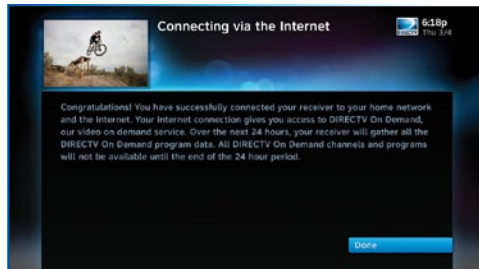 Connecting via the Internet
6:18p
DIRECTV
Thu 3/4
Congratulations! You have successfully connected your receiver to your home network
and the Internet. Your internet connection gives you access to DIRECTV On Demand,
our video on demand service. Over the next 24 hours, your receiver will gather all the
DIRECTV On Demand program data. All DIRECTV On Demand channels and programs
will not be available until the end of the 24 hour period.
Done